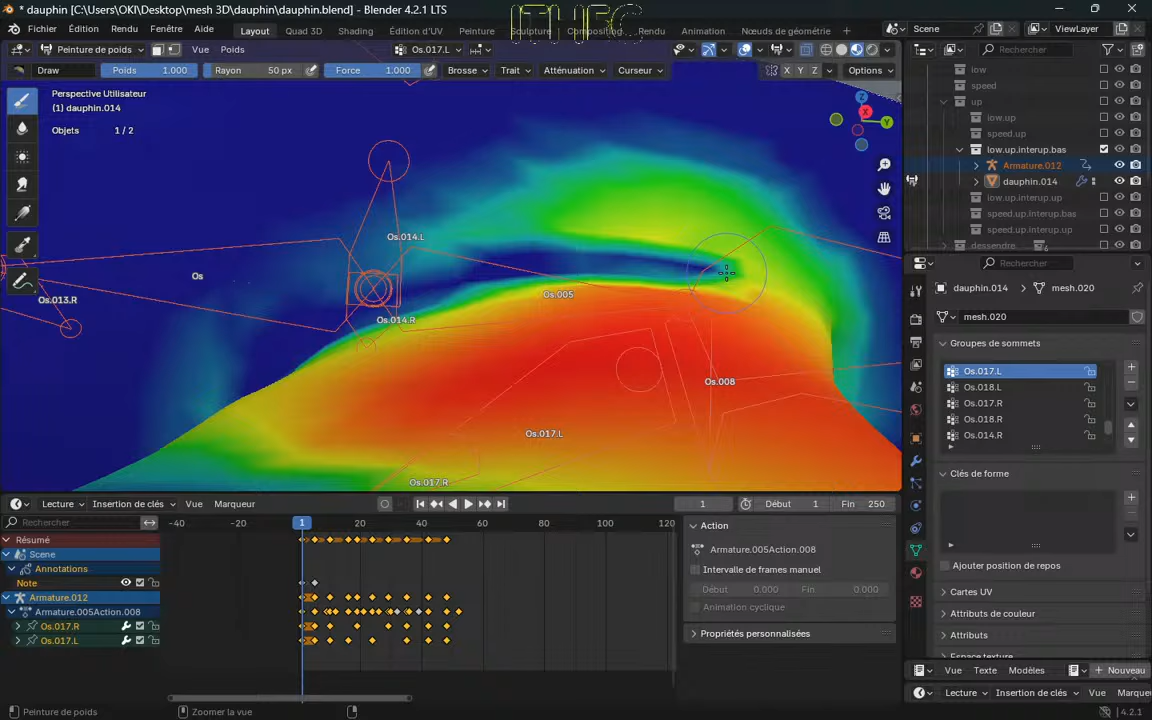 * dauphin [C:\Users\OKI\Desktop\mesh 3D\dauphin\dauphin.blend] - Blender 4.2.1 LTS
Fichier Édition Rendu Fenêtre Aide Layout Quad 3D Shading Édition UV Peinture Sculpture Compositing Rendu Animation Nœuds de géométrie Scene ViewLayer
Peinture de poids Vue Poids Os.017.L Rechercher
Draw Poids 1.000 Rayon 50 px Force 1.000 Brosse Trait Atténuation Curseur X Y Z Options
Perspective Utilisateur
(1) dauphin.014
Objets 1 / 2
Z
X
Y
Os.014.L
Os
Os.013.R
Os.005
Os.014.R
Os.008
Os.017.L
Os.017.R
low
speed
up
low.up
speed.up
low.up.interup.bas
Armature.012
dauphin.014
low.up.interup.up
speed.up.interup.bas
speed.up.interup.up
dessendre
Rechercher
dauphin.014 mesh.020
mesh.020
Groupes de sommets
Os.017.L
Os.018.L
Os.017.R
Os.018.R
Os.014.R
Clés de forme
Ajouter position de repos
Cartes UV
Attributs de couleur
Attributs
Espace texture
Vue Texte Modèles Nouveau
Lecture Insertion de clés Vue Marqueur
Lecture Insertion de clés Vue Marqueur 1 Début 1 Fin 250
Rechercher -40 -20 1 20 40 60 80 100 120
Résumé
Scene
Annotations
Note
Armature.012
Armature.005Action.008
Os.017.R
Os.017.L
Action
Armature.005Action.008
Intervalle de frames manuel
Début 0.000 Fin 0.000
Animation cyclique
Propriétés personnalisées
Peinture de poids Zoomer la vue 4.2.1